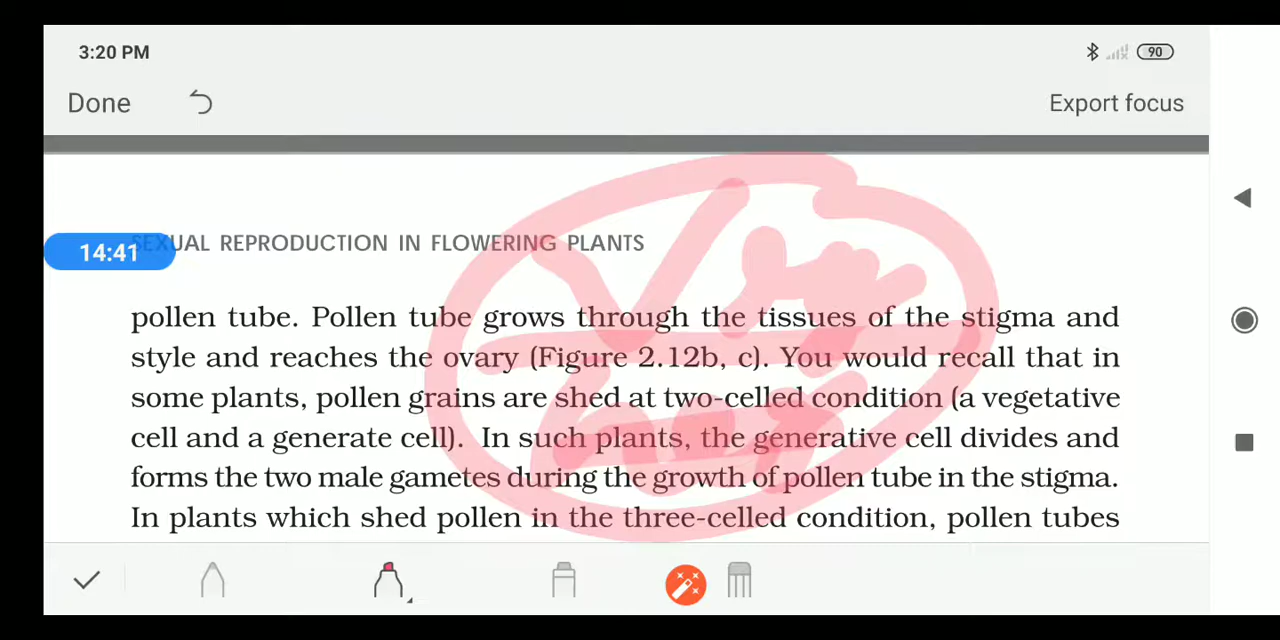 3:20 PM
90
Done
Export focus
14:41
SEXUAL REPRODUCTION IN FLOWERING PLANTS
pollen tube. Pollen tube grows through the tissues of the stigma and
style and reaches the ovary (Figure 2.12b, c). You would recall that in
some plants, pollen grains are shed at two-celled condition (a vegetative
cell and a generate cell). In such plants, the generative cell divides and
forms the two male gametes during the growth of pollen tube in the stigma.
In plants which shed pollen in the three-celled condition, pollen tubes